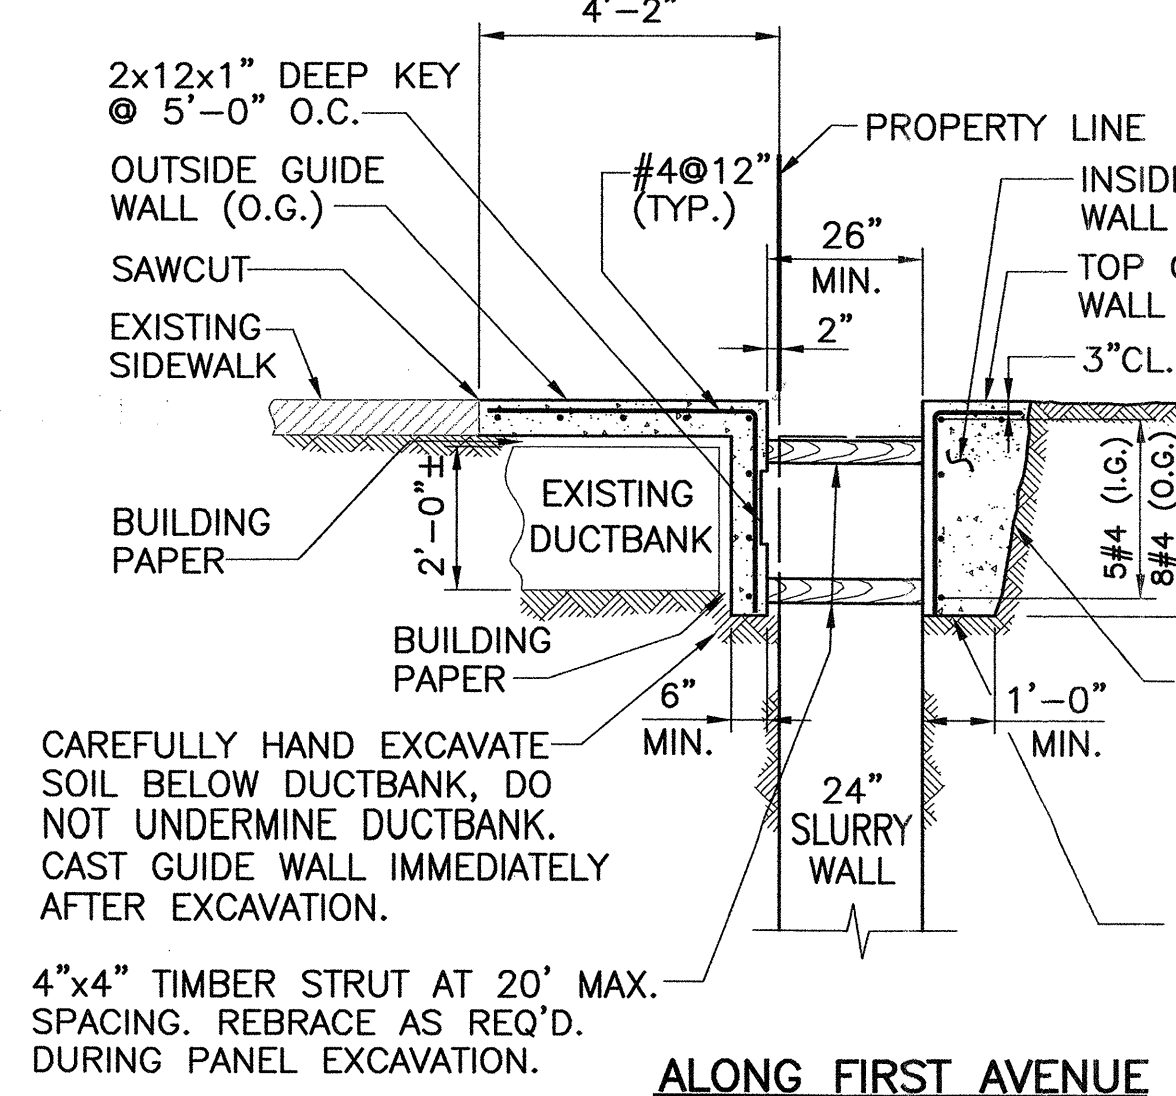 4'-2"
2x12x1" DEEP KEY
@ 5'-0" O.C.
OUTSIDE GUIDE
WALL (O.G.)
SAWCUT
EXISTING
SIDEWALK
#4@12"
(TYP.)
PROPERTY LINE
26"
MIN.
2"
WALL
TOP
WALL
3"CL.
BUILDING
PAPER
2'-0"±
EXISTING
DUCTBANK
5#4 (I.G.)
8#4 (O.G.)
BUILDING
PAPER
6"
MIN.
1'-0"
MIN.
CAREFULLY HAND EXCAVATE
SOIL BELOW DUCTBANK, DO
NOT UNDERMINE DUCTBANK.
CAST GUIDE WALL IMMEDIATELY
AFTER EXCAVATION.
24"
SLURRY
WALL
4"x4" TIMBER STRUT AT 20' MAX.
SPACING. REBRACE AS REQ'D.
DURING PANEL EXCAVATION.
ALONG FIRST AVENUE